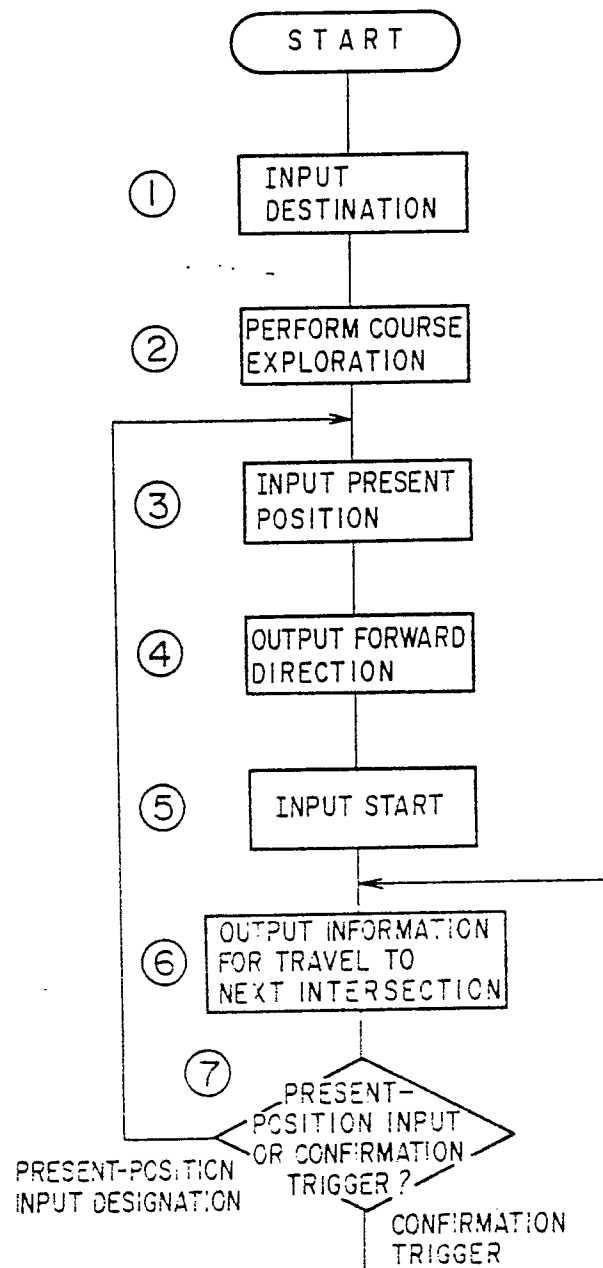 START
①
INPUT
DESTINATION
②
PERFORM COURSE
EXPLORATION
③
INPUT PRESENT
POSITION
④
OUTPUT FORWARD
DIRECTION
⑤
INPUT START
⑥
OUTPUT INFORMATION
FOR TRAVEL TO
NEXT INTERSECTION
⑦
PRESENT-
POSITION INPUT
OR CONFIRMATION
TRIGGER?
PRESENT-POSITION
INPUT DESIGNATION
CONFIRMATION
TRIGGER